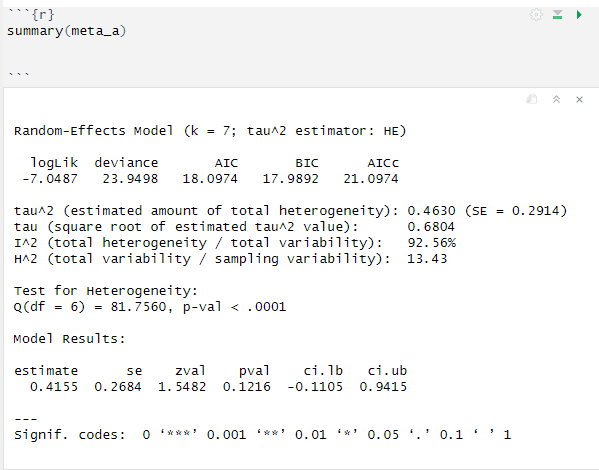 ```{r}
summary(meta_a)
```
Random-Effects Model (k = 7; tau^2 estimator: HE)
logLik deviance AIC BIC AICc
-7.0487 23.9498 18.0974 17.9892 21.0974
tau^2 (estimated amount of total heterogeneity): 0.4630 (SE = 0.2914)
tau (square root of estimated tau^2 value): 0.6804
I^2 (total heterogeneity / total variability): 92.56%
H^2 (total variability / sampling variability): 13.43
Test for Heterogeneity:
Q(df = 6) = 81.7560, p-val < .0001
Model Results:
estimate se zval pval ci.lb ci.ub
0.4155 0.2684 1.5482 0.1216 -0.1105 0.9415
---
Signif. codes: 0 ‘***’ 0.001 ‘**’ 0.01 ‘*’ 0.05 ‘.’ 0.1 ‘ ’ 1